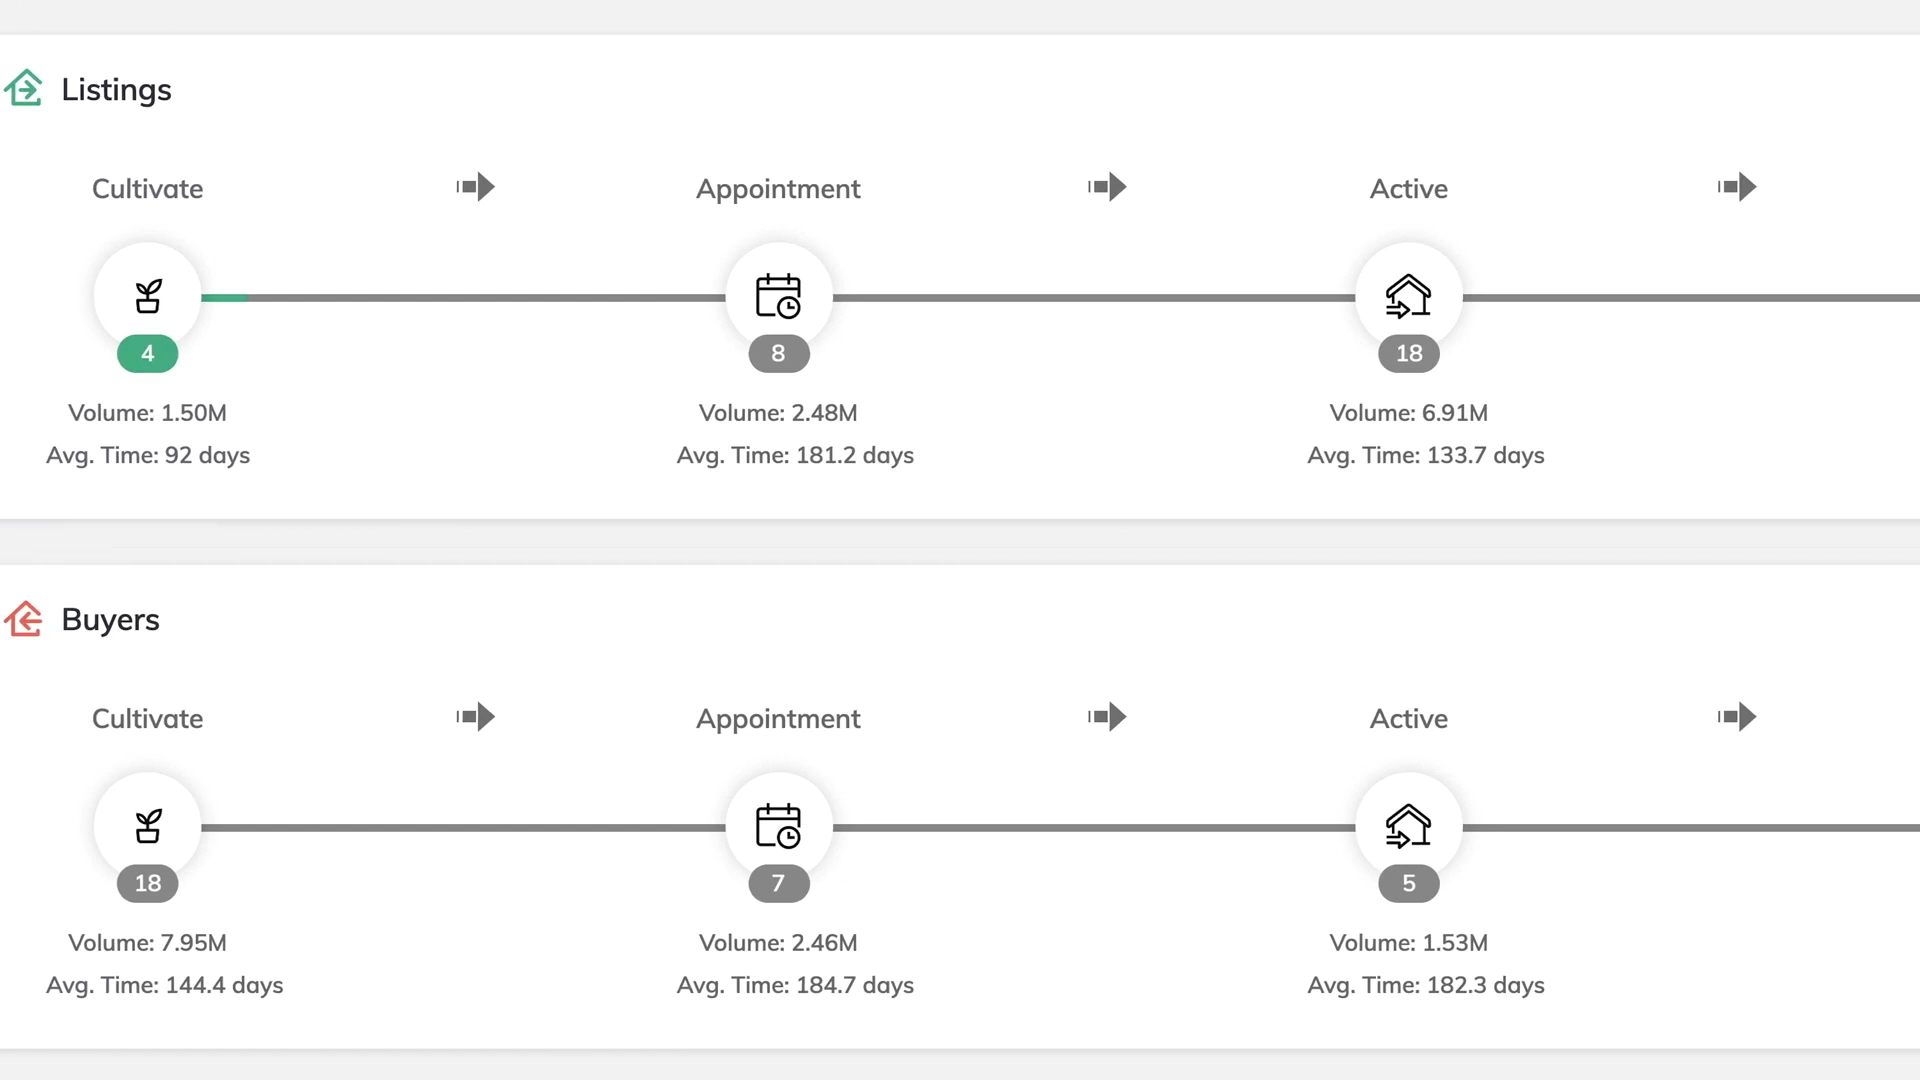 Listings
Cultivate
Appointment
Active
4
8
18
Volume: 1.50M
Volume: 2.48M
Volume: 6.91M
Avg. Time: 92 days
Avg. Time: 181.2 days
Avg. Time: 133.7 days
Buyers
Cultivate
Appointment
Active
18
7
5
Volume: 7.95M
Volume: 2.46M
Volume: 1.53M
Avg. Time: 144.4 days
Avg. Time: 184.7 days
Avg. Time: 182.3 days